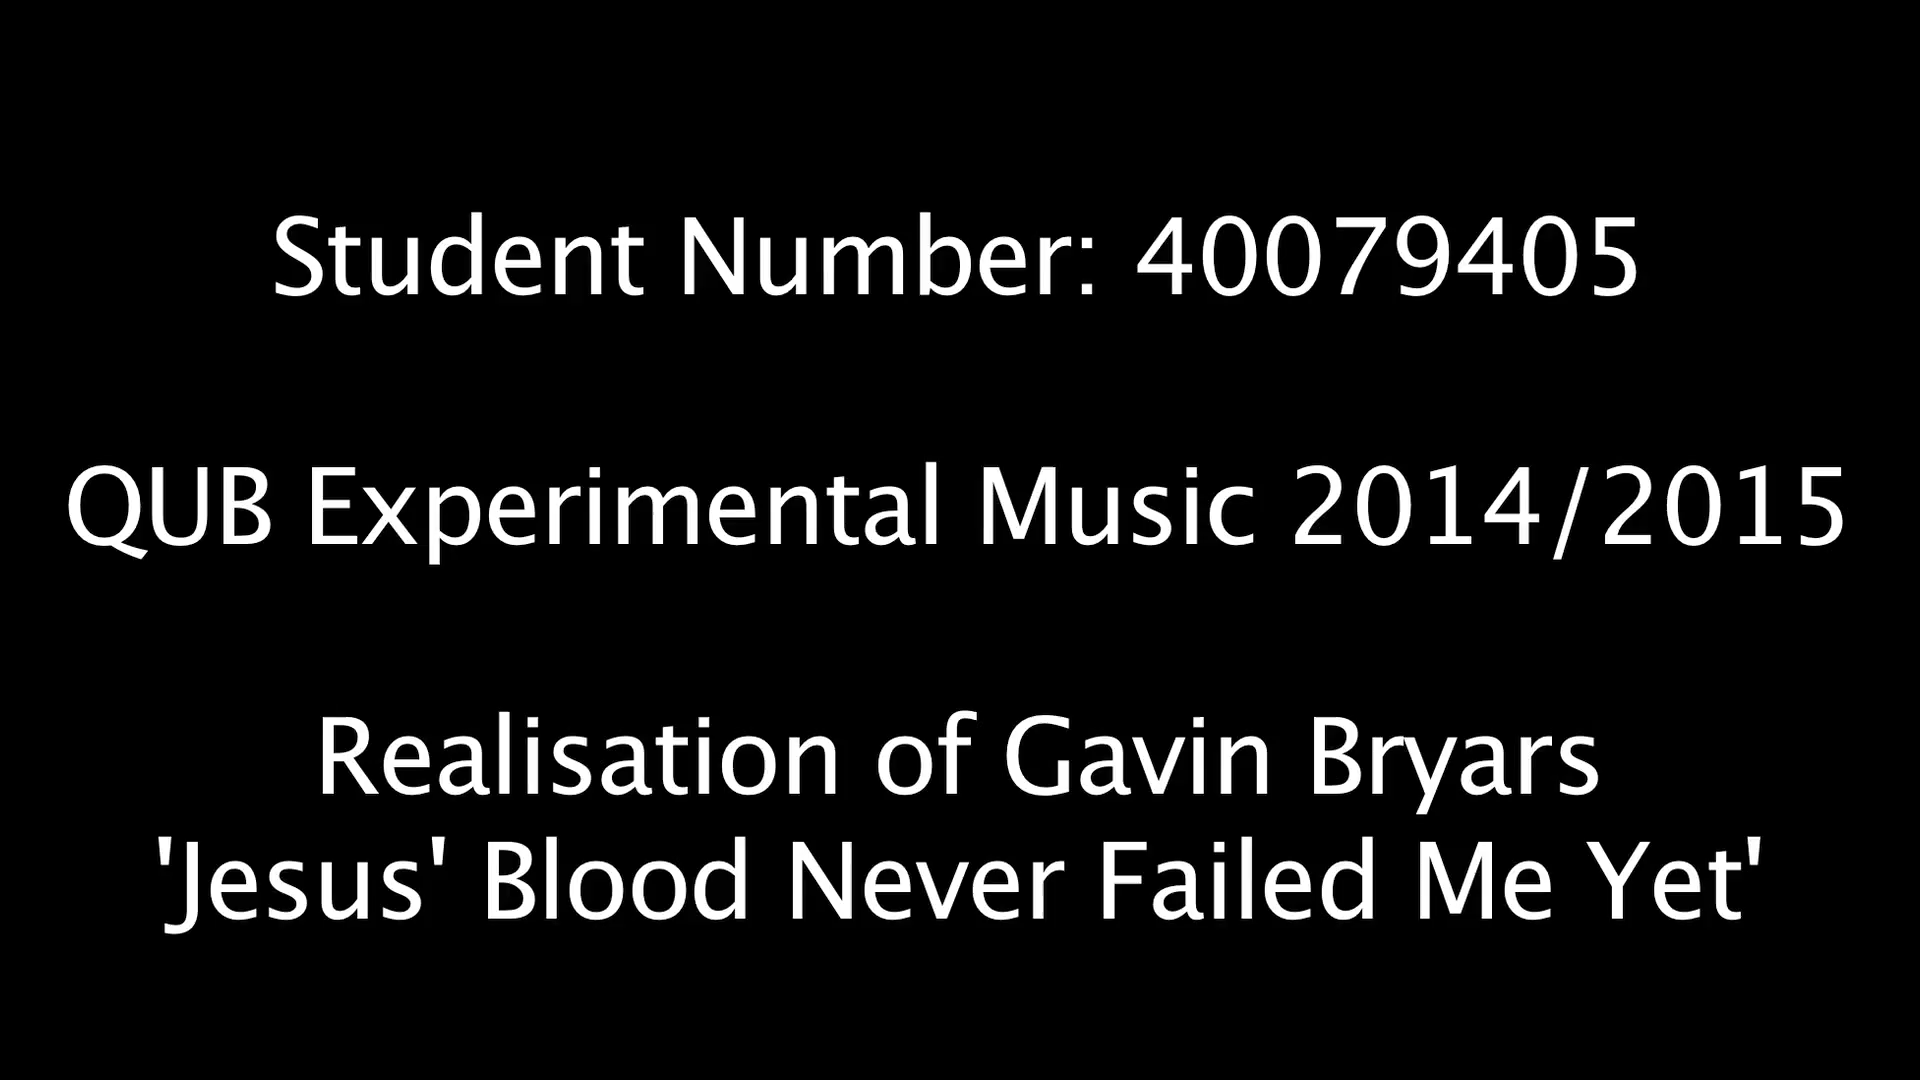 Student Number: 40079405
QUB Experimental Music 2014/2015
Realisation of Gavin Bryars
'Jesus' Blood Never Failed Me Yet'